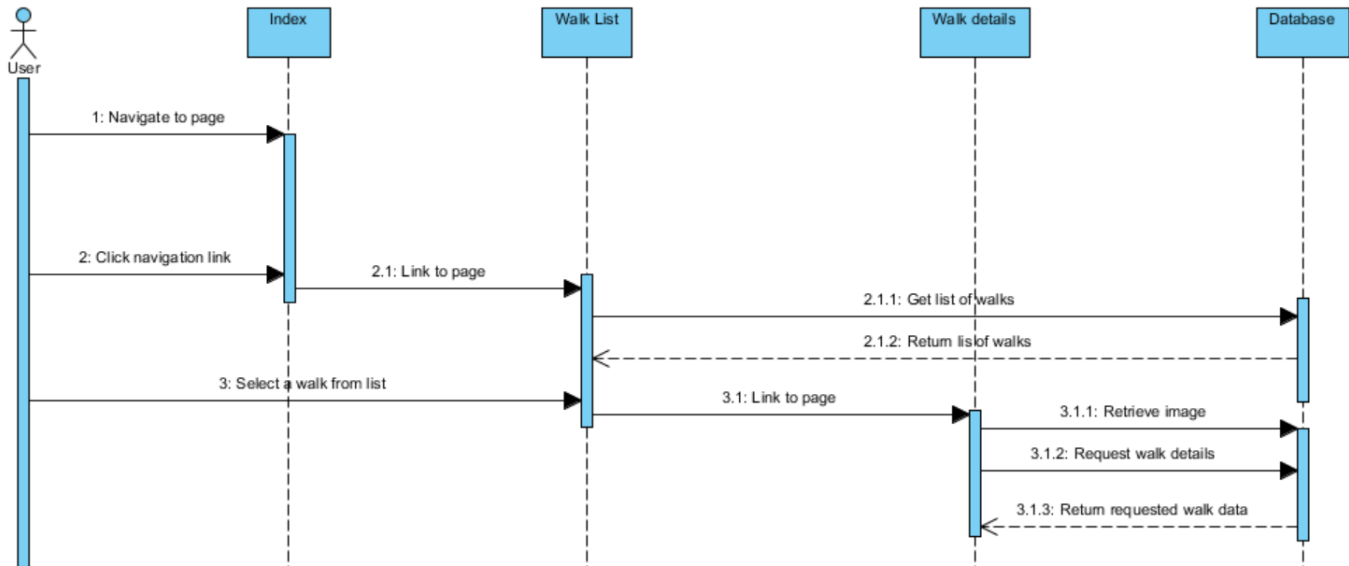 Index
Walk List
Walk details
Database
User
1: Navigate to page
2: Click navigation link
2.1: Link to page
2.1.1: Get list of walks
2.1.2: Return lis of walks
3: Select a walk from list
3.1: Link to page
3.1.1: Retrieve image
3.1.2: Request walk details
3.1.3: Return requested walk data